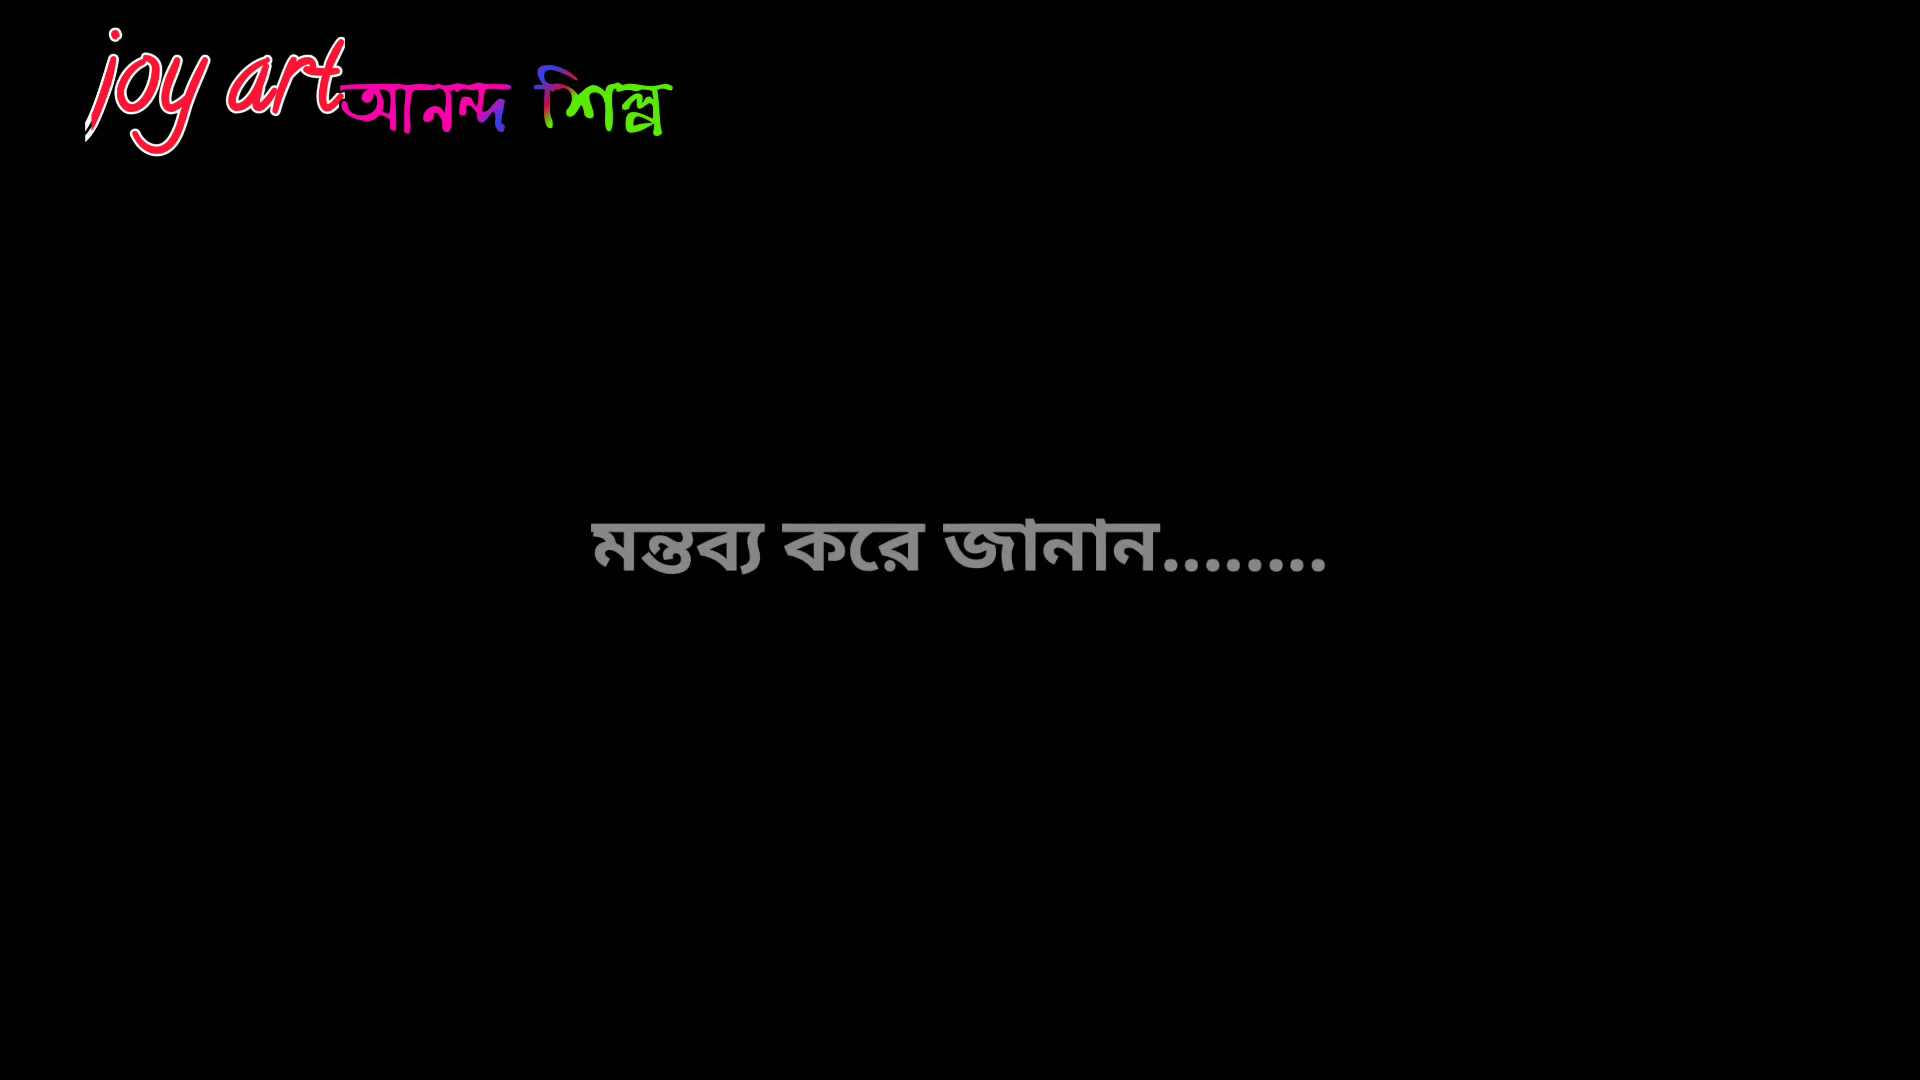 joy art আনন্দ শিল্প
মন্তব্য করে জানান........